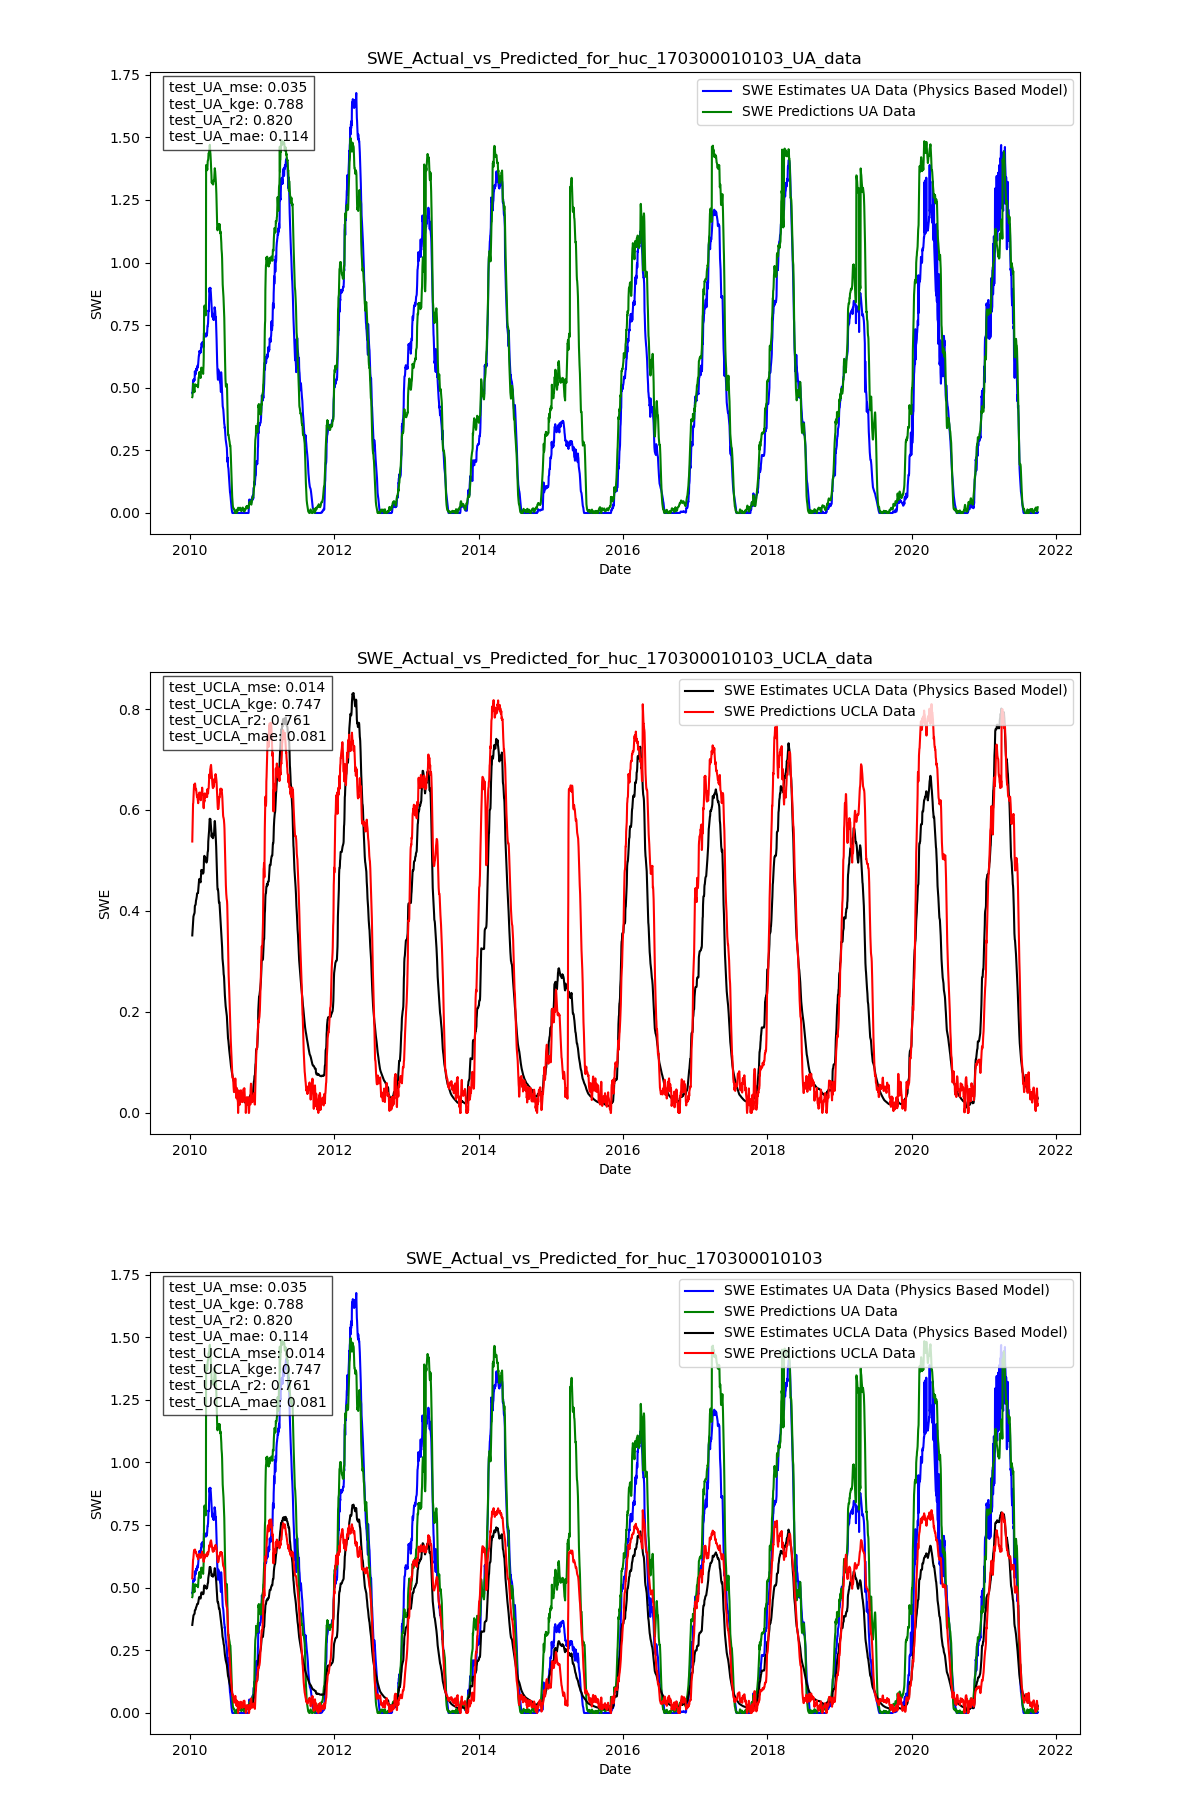 SWE_Actual_vs_Predicted_for_huc_170300010103_UA_data
test_UA_mse: 0.035
test_UA_kge: 0.788
test_UA_r2: 0.820
test_UA_mae: 0.114
SWE Estimates UA Data (Physics Based Model)
SWE Predictions UA Data
1.75
1.50
1.25
1.00
0.75
0.50
0.25
0.00
SWE
2010 2012 2014 2016 2018 2020 2022
Date
SWE_Actual_vs_Predicted_for_huc_170300010103_UCLA_data
test_UCLA_mse: 0.014
test_UCLA_kge: 0.747
test_UCLA_r2: 0.761
test_UCLA_mae: 0.081
SWE Estimates UCLA Data (Physics Based Model)
SWE Predictions UCLA Data
0.8
0.6
0.4
0.2
0.0
SWE
2010 2012 2014 2016 2018 2020 2022
Date
SWE_Actual_vs_Predicted_for_huc_170300010103
test_UA_mse: 0.035
test_UA_kge: 0.788
test_UA_r2: 0.820
test_UA_mae: 0.114
test_UCLA_mse: 0.014
test_UCLA_kge: 0.747
test_UCLA_r2: 0.761
test_UCLA_mae: 0.081
SWE Estimates UA Data (Physics Based Model)
SWE Predictions UA Data
SWE Estimates UCLA Data (Physics Based Model)
SWE Predictions UCLA Data
1.75
1.50
1.25
1.00
0.75
0.50
0.25
0.00
SWE
2010 2012 2014 2016 2018 2020 2022
Date